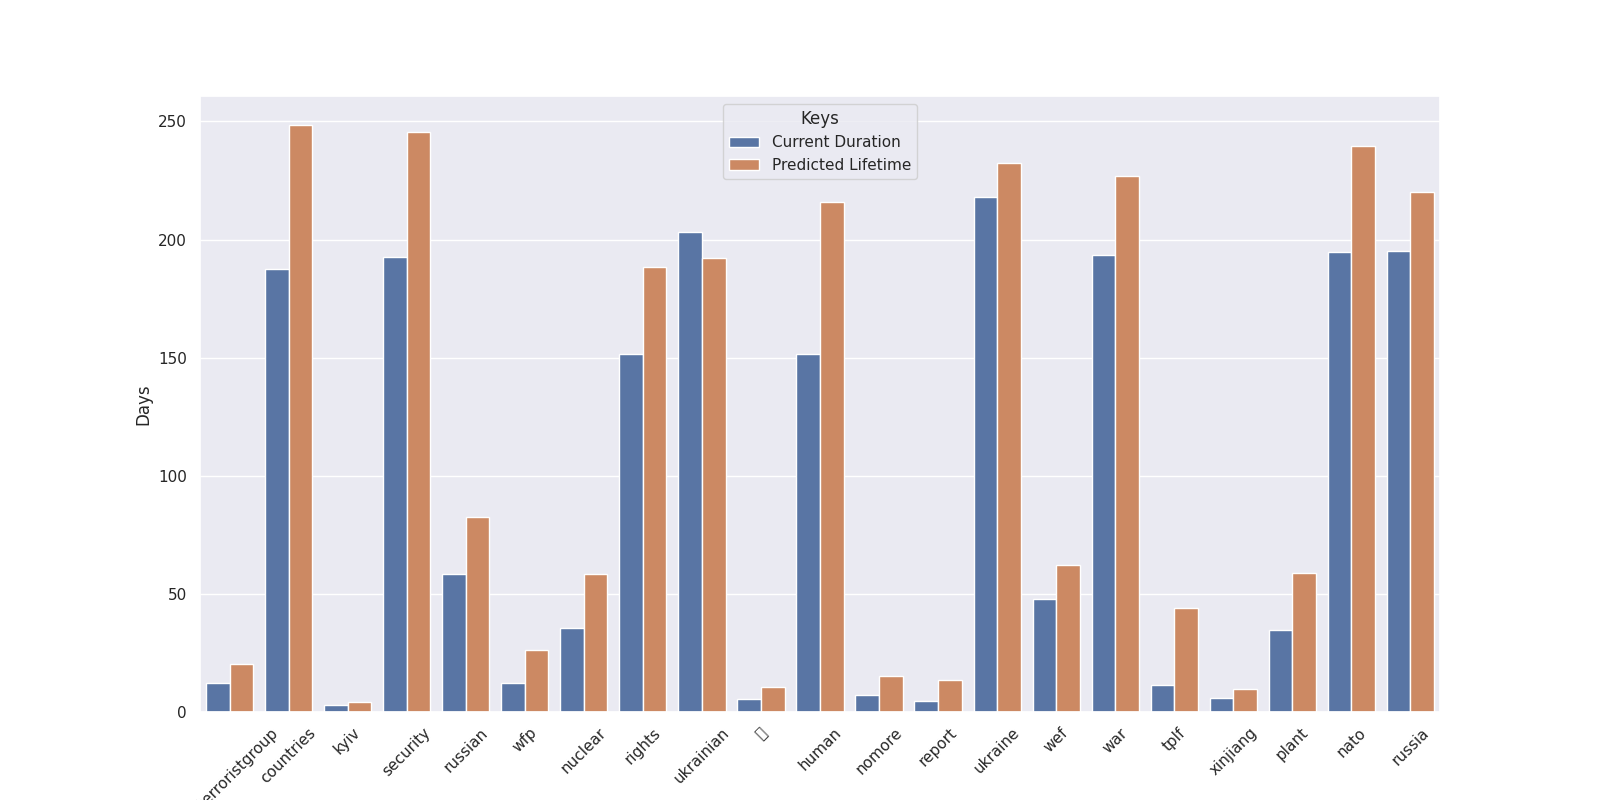 Keys
Current Duration
Predicted Lifetime
Days
250
200
150
100
50
0
erroristgroup
countries
kyiv
security
russian
wfp
nuclear
rights
ukrainian
human
nomore
report
ukraine
wef
war
tplf
xinjiang
plant
nato
russia